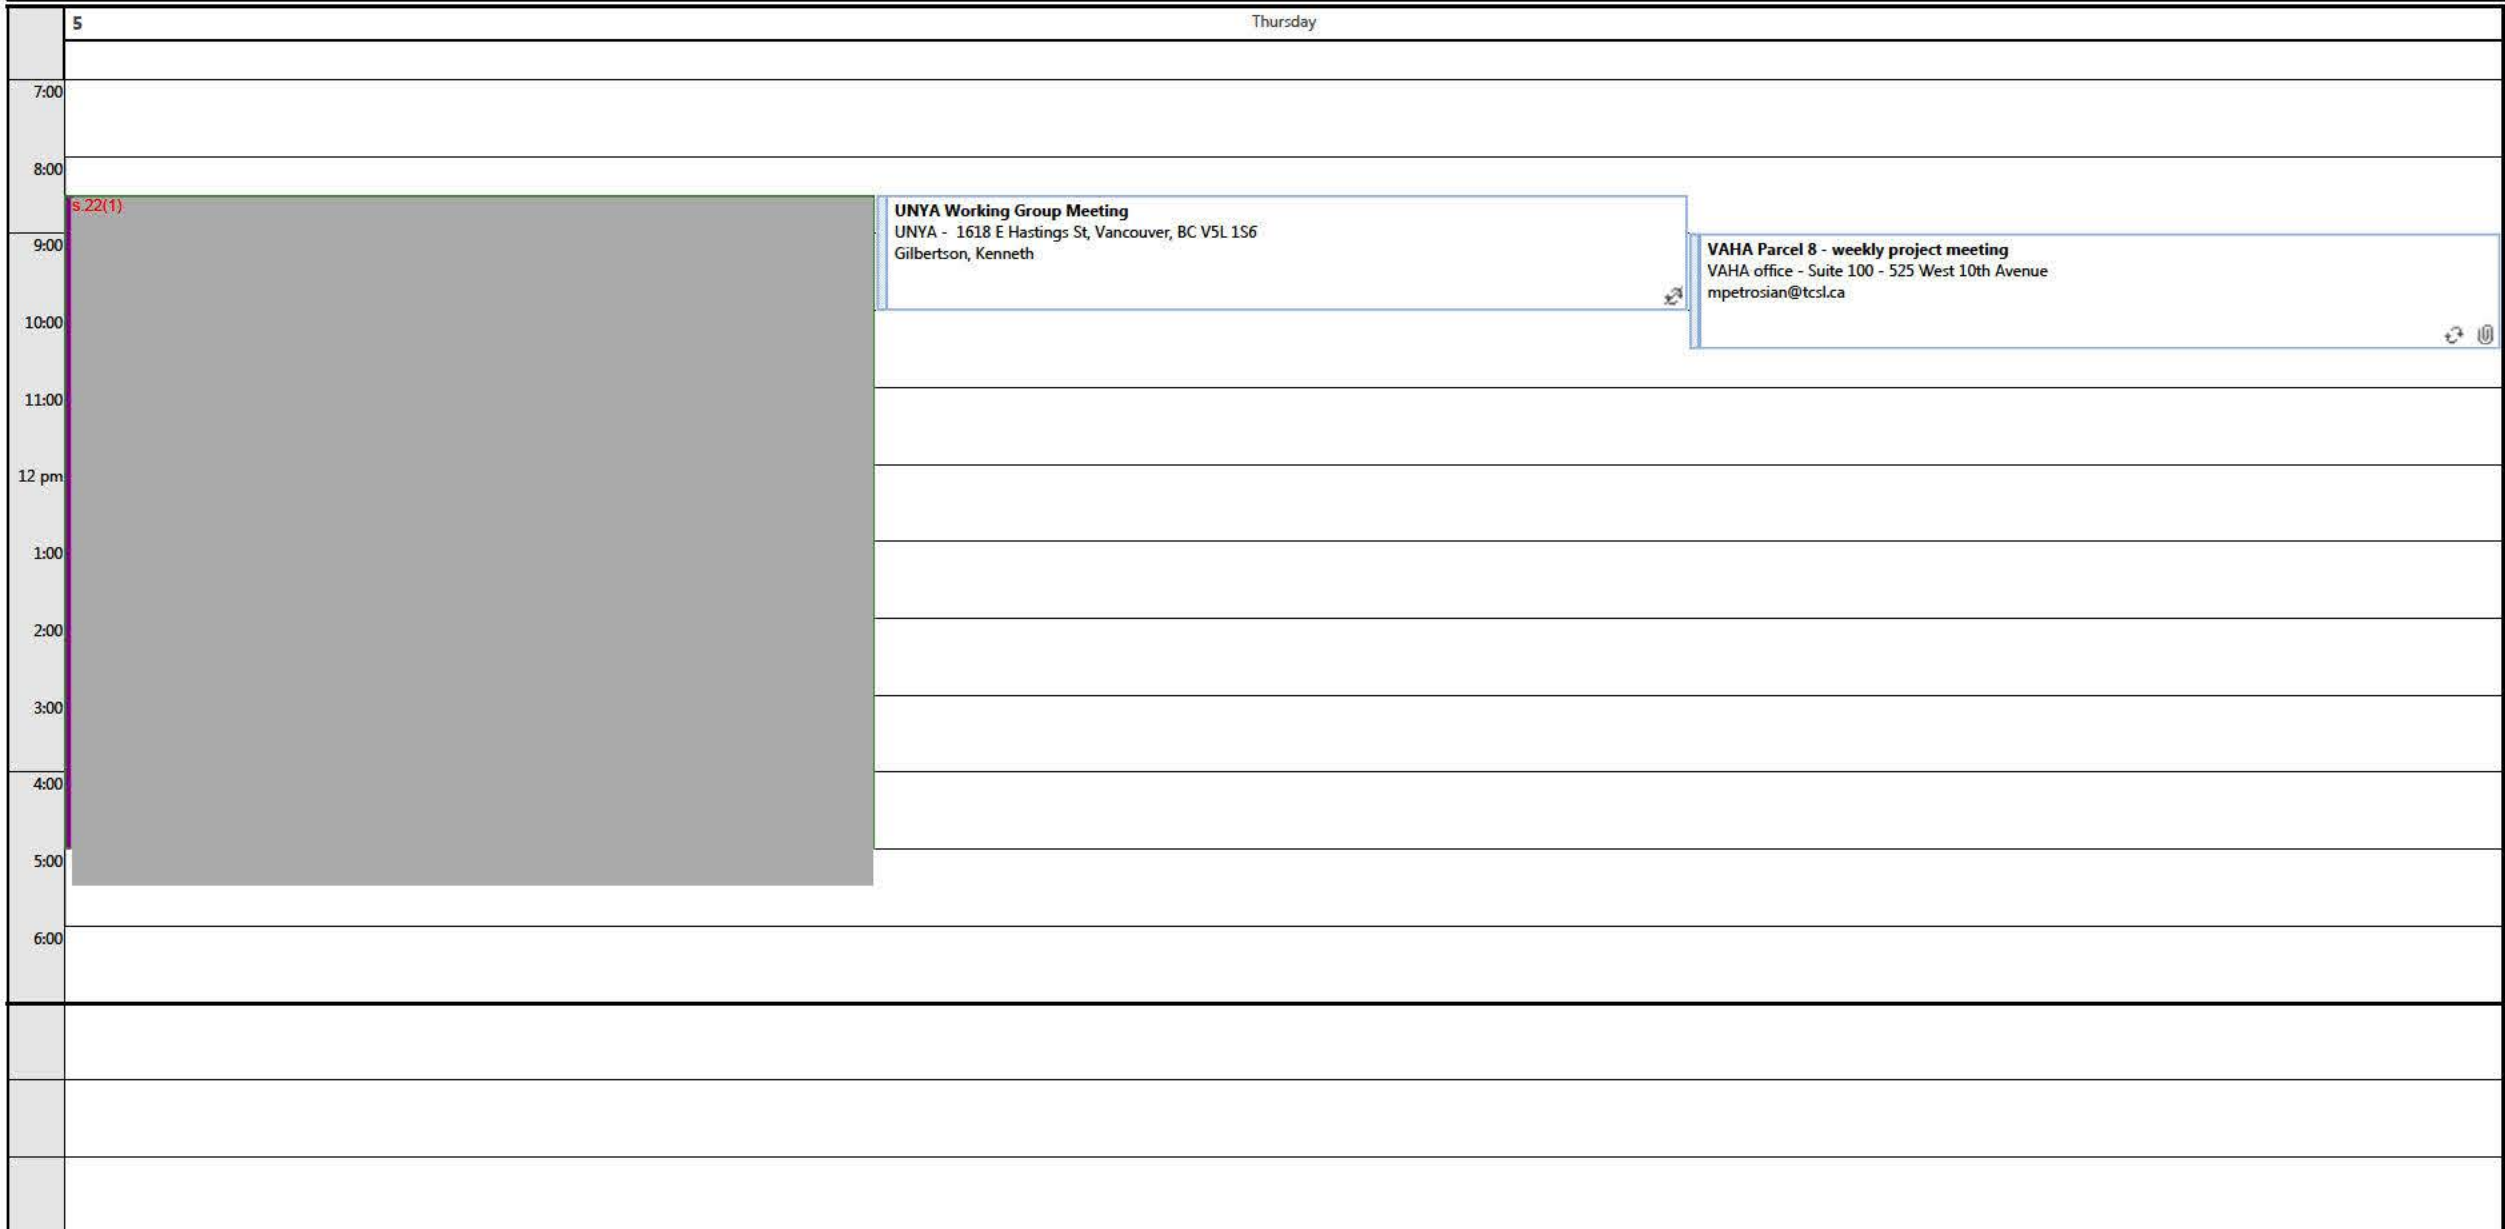 5
Thursday
7:00
8:00
s.22(1)
UNYA Working Group Meeting
UNYA - 1618 E Hastings St, Vancouver, BC V5L 1S6
Gilbertson, Kenneth
9:00
VAHA Parcel 8 - weekly project meeting
VAHA office - Suite 100 - 525 West 10th Avenue
mpetrosian@tcsl.ca
10:00
11:00
12 pm
1:00
2:00
3:00
4:00
5:00
6:00